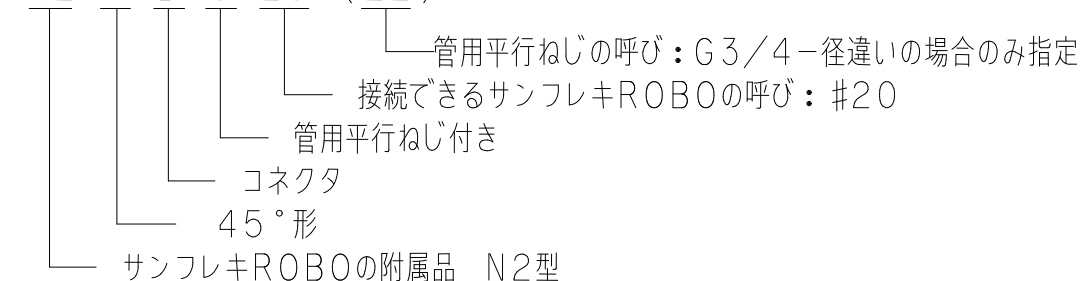 管用平行ねじの呼び：G3／4－径違いの場合のみ指定
接続できるサンフレキROBOの呼び：♯20
管用平行ねじ付き
コネクタ
45°形
サンフレキROBOの附属品　N2型